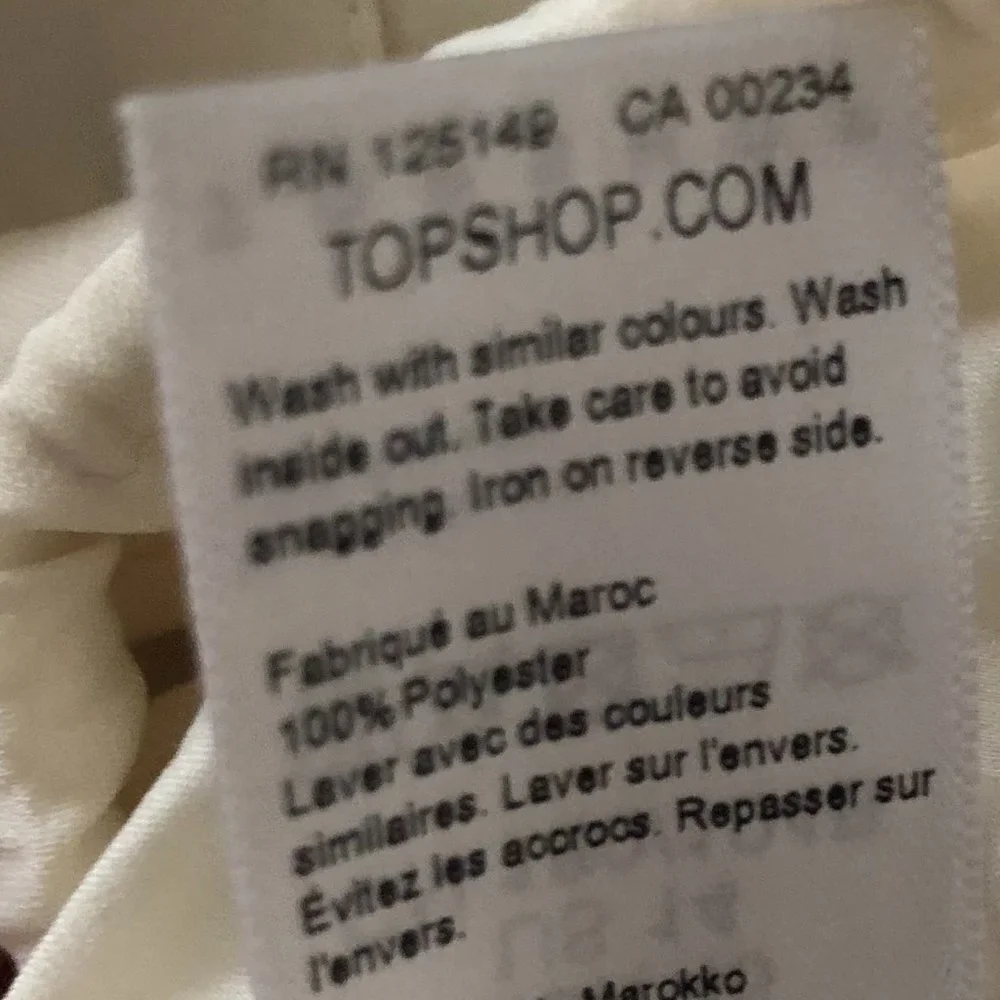 RN 125149 CA 00234
TOPSHOP.COM
Wash with similar colours. Wash
inside out. Take care to avoid
snagging. Iron on reverse side.
Fabriqué au Maroc
100% Polyester
Laver avec des couleurs
similaires. Laver sur l'envers.
Évitez les accrocs. Repasser sur
l'envers.
Marokko